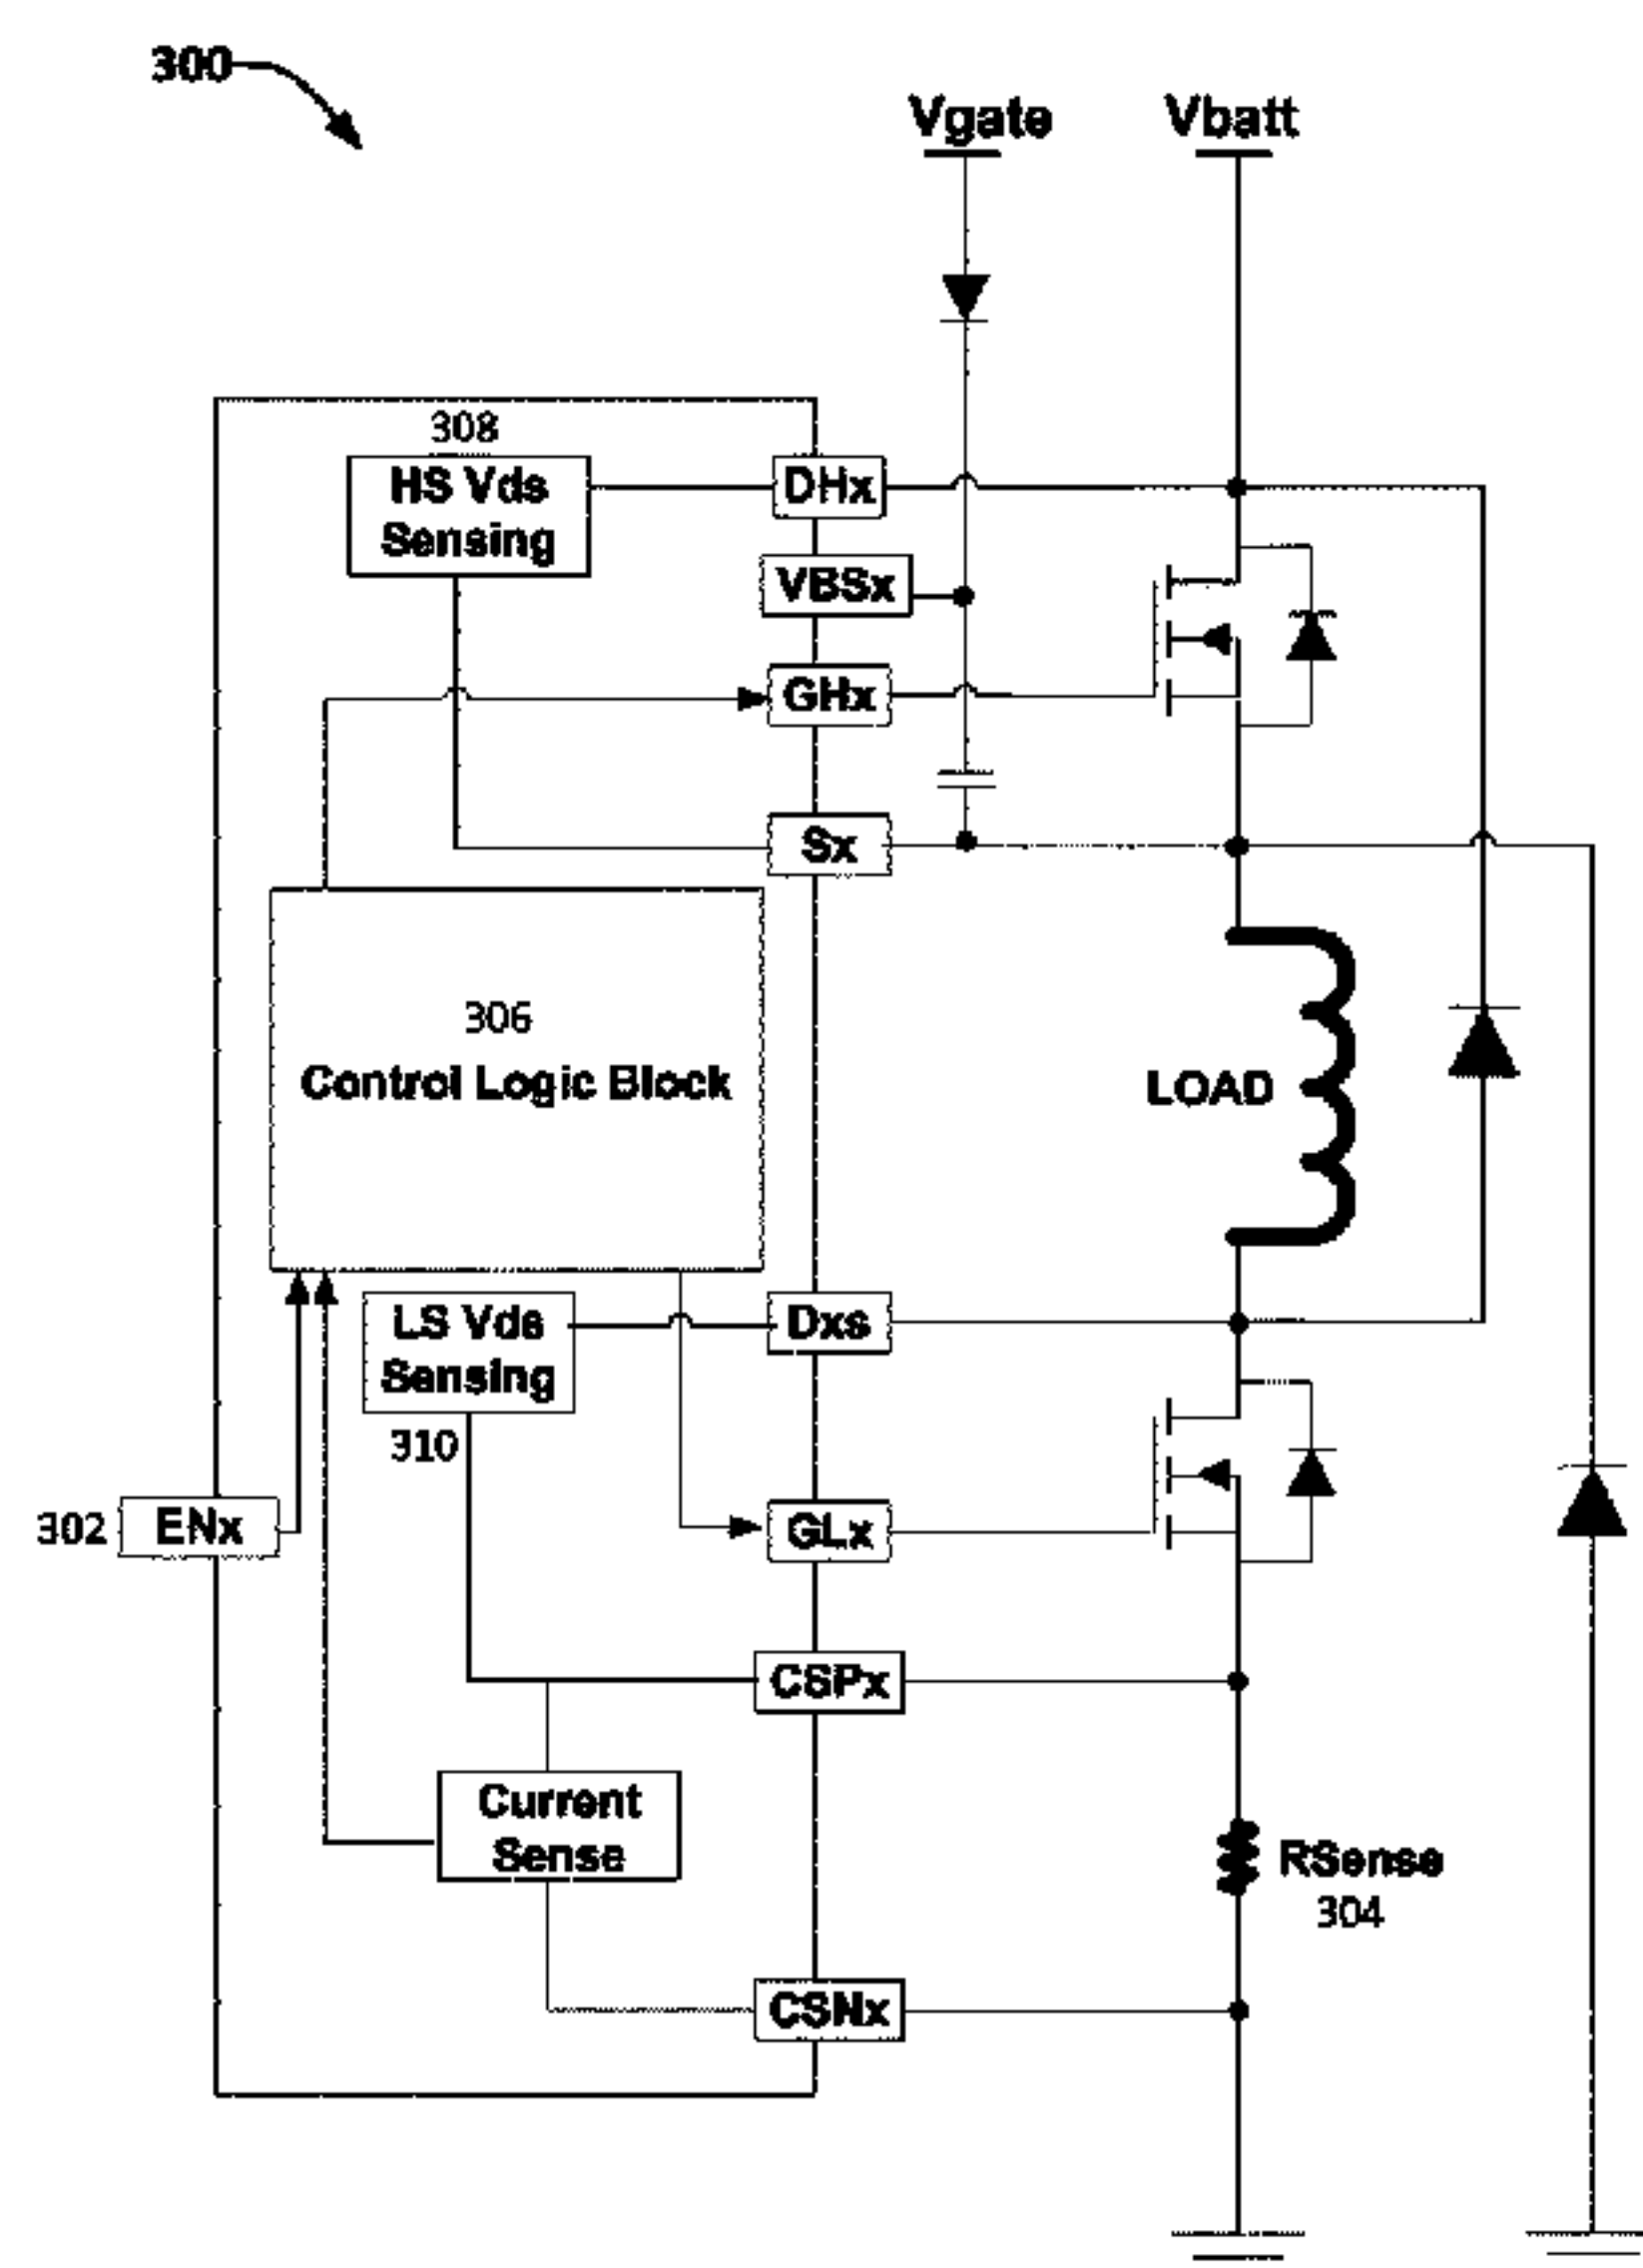 300
Vgate
Vbatt
308
HS Vds
Sensing
DHx
VBSx
GHx
Sx
306
Control Logic Block
LOAD
LS Vds
Sensing
310
Dxs
302
ENx
GLx
CSPx
Current
Sense
RSense
304
CSNx